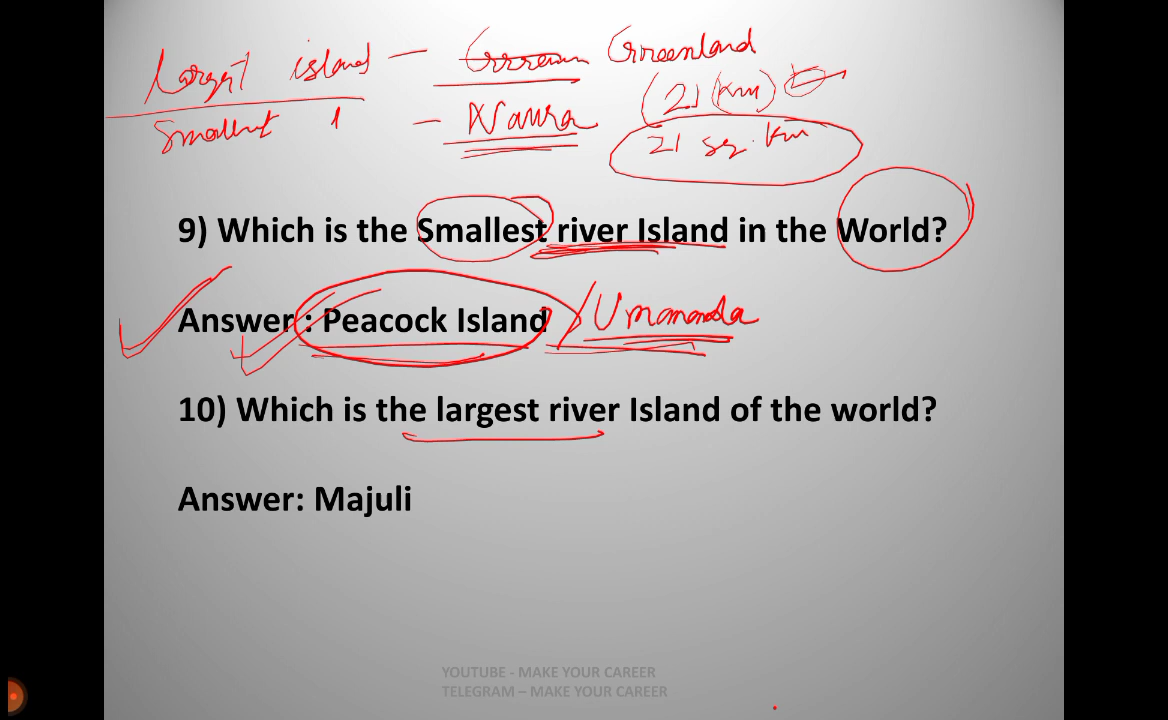 Largest island – Greenland
(21 (Km)
Smallest I – Naura
21 sq. Km
9) Which is the Smallest river Island in the World?
Answer : Peacock Island / Umananda
10) Which is the largest river Island of the world?
Answer: Majuli
YOUTUBE - MAKE YOUR CAREER
TELEGRAM – MAKE YOUR CAREER